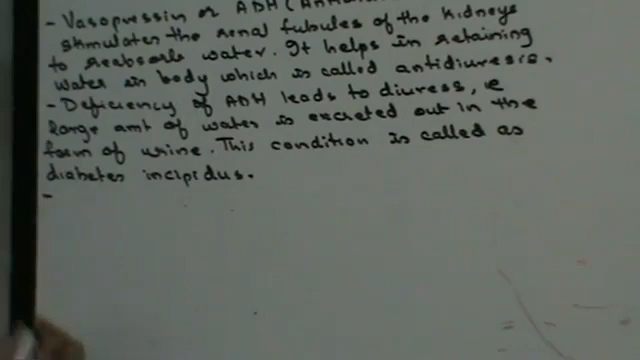 - Vasopressin or ADH (
stimulates the renal tubules of the kidneys
to reabsorb water. It helps in retaining
water in body which is called antidiuresis.
- Deficiency of ADH leads to diuress, ie
large amt of water is excreted out in the
form of urine. This condition is called as
diabetes incipidus.
-